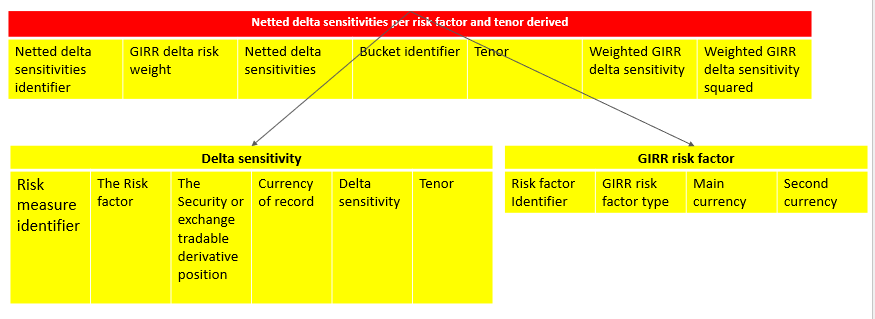 Netted delta sensitivities per risk factor and tenor derived
Netted delta sensitivities identifier
GIRR delta risk weight
Netted delta sensitivities
Bucket identifier
Tenor
Weighted GIRR delta sensitivity
Weighted GIRR delta sensitivity squared
Delta sensitivity
Risk measure identifier
The Risk factor
The Security or exchange tradable derivative position
Currency of record
Delta sensitivity
Tenor
GIRR risk factor
Risk factor Identifier
GIRR risk factor type
Main currency
Second currency